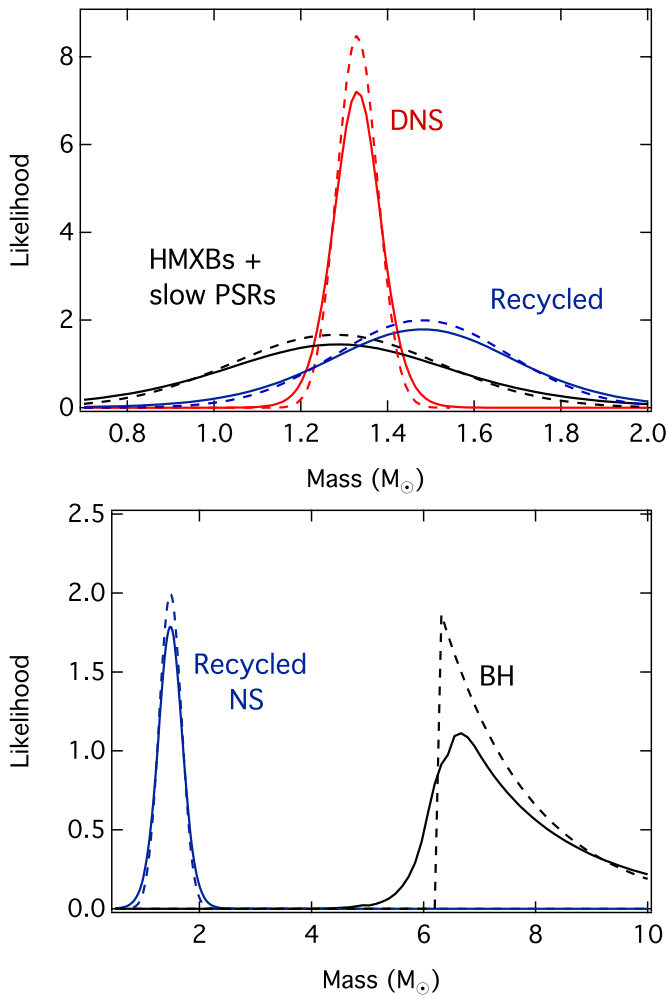 8
6
4
2
0
Likelihood
DNS
HMXBs +
slow PSRs
Recycled
0.8 1.0 1.2 1.4 1.6 1.8 2.0
Mass (M☉)
2.5
2.0
1.5
1.0
0.5
0.0
Likelihood
Recycled
NS
BH
2 4 6 8 10
Mass (M☉)